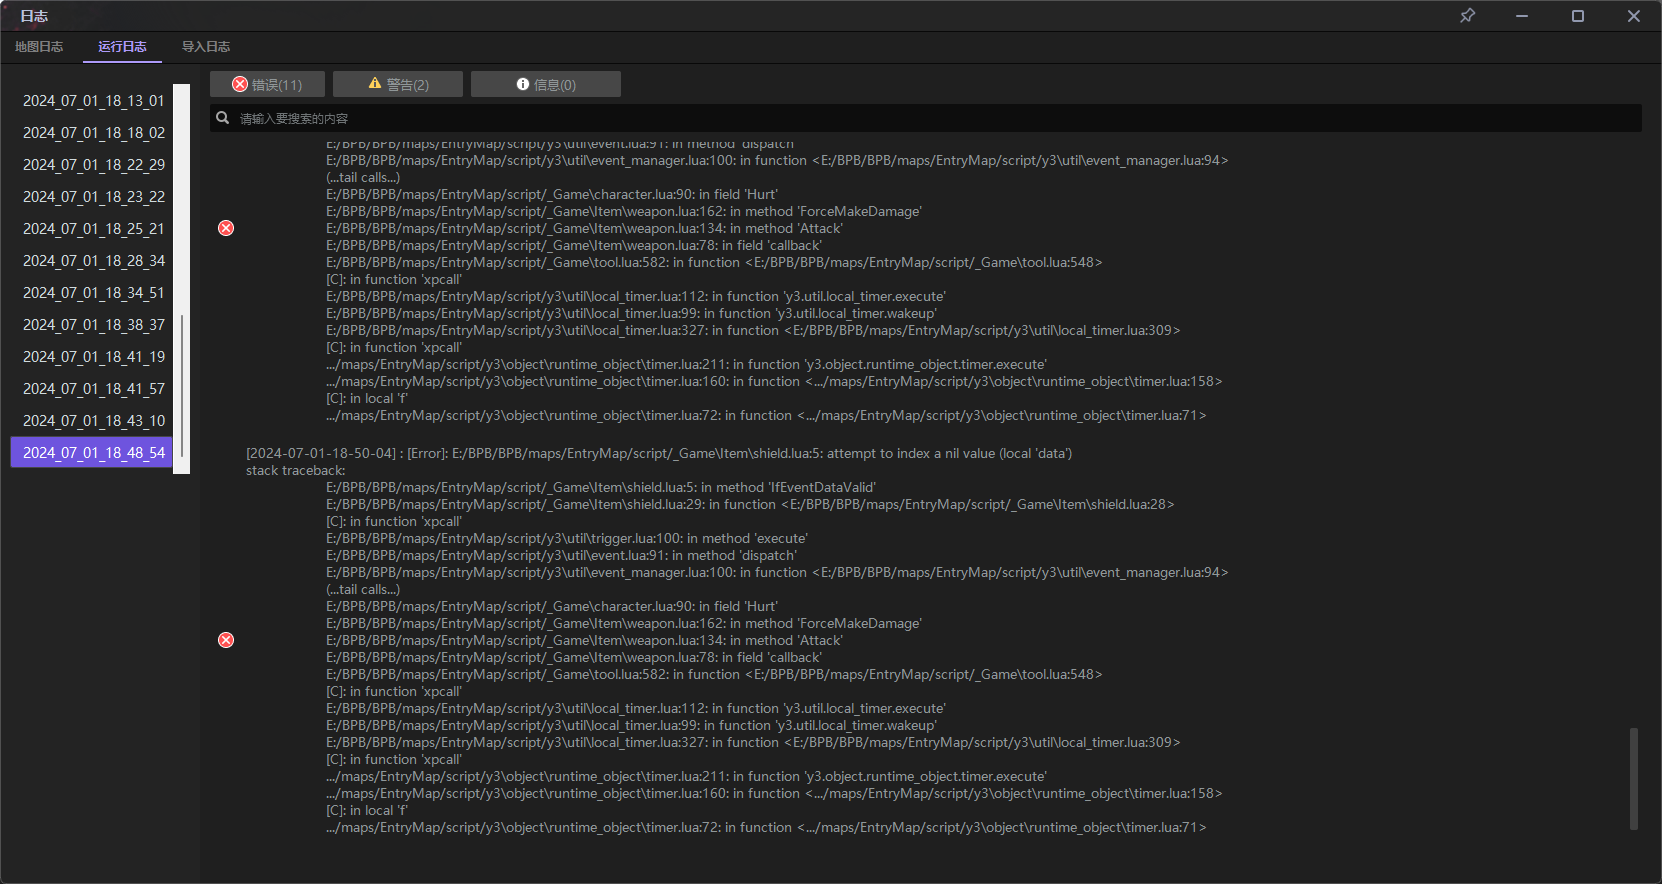 日志
地图日志 运行日志 导入日志
错误(11) 警告(2) 信息(0)
请输入要搜索的内容
2024_07_01_18_13_01
2024_07_01_18_18_02
2024_07_01_18_22_29
2024_07_01_18_23_22
2024_07_01_18_25_21
2024_07_01_18_28_34
2024_07_01_18_34_51
2024_07_01_18_38_37
2024_07_01_18_41_19
2024_07_01_18_41_57
2024_07_01_18_43_10
2024_07_01_18_48_54
E:/BPB/BPB/maps/EntryMap/script/y3\util\event.lua:91: in method 'dispatch'
E:/BPB/BPB/maps/EntryMap/script/y3\util\event_manager.lua:100: in function <E:/BPB/BPB/maps/EntryMap/script/y3\util\event_manager.lua:94>
(...tail calls...)
E:/BPB/BPB/maps/EntryMap/script/_Game\character.lua:90: in field 'Hurt'
E:/BPB/BPB/maps/EntryMap/script/_Game\Item\weapon.lua:162: in method 'ForceMakeDamage'
E:/BPB/BPB/maps/EntryMap/script/_Game\Item\weapon.lua:134: in method 'Attack'
E:/BPB/BPB/maps/EntryMap/script/_Game\Item\weapon.lua:78: in field 'callback'
E:/BPB/BPB/maps/EntryMap/script/_Game\tool.lua:582: in function <E:/BPB/BPB/maps/EntryMap/script/_Game\tool.lua:548>
[C]: in function 'xpcall'
E:/BPB/BPB/maps/EntryMap/script/y3\util\local_timer.lua:112: in function 'y3.util.local_timer.execute'
E:/BPB/BPB/maps/EntryMap/script/y3\util\local_timer.lua:99: in function 'y3.util.local_timer.wakeup'
E:/BPB/BPB/maps/EntryMap/script/y3\util\local_timer.lua:327: in function <E:/BPB/BPB/maps/EntryMap/script/y3\util\local_timer.lua:309>
[C]: in function 'xpcall'
.../maps/EntryMap/script/y3\object\runtime_object\timer.lua:211: in function 'y3.object.runtime_object.timer.execute'
.../maps/EntryMap/script/y3\object\runtime_object\timer.lua:160: in function <.../maps/EntryMap/script/y3\object\runtime_object\timer.lua:158>
[C]: in local 'f'
.../maps/EntryMap/script/y3\object\runtime_object\timer.lua:72: in function <.../maps/EntryMap/script/y3\object\runtime_object\timer.lua:71>
[2024-07-01-18-50-04] : [Error]: E:/BPB/BPB/maps/EntryMap/script/_Game\Item\shield.lua:5: attempt to index a nil value (local 'data')
stack traceback:
E:/BPB/BPB/maps/EntryMap/script/_Game\Item\shield.lua:5: in method 'IfEventDataValid'
E:/BPB/BPB/maps/EntryMap/script/_Game\Item\shield.lua:29: in function <E:/BPB/BPB/maps/EntryMap/script/_Game\Item\shield.lua:28>
[C]: in function 'xpcall'
E:/BPB/BPB/maps/EntryMap/script/y3\util\trigger.lua:100: in method 'execute'
E:/BPB/BPB/maps/EntryMap/script/y3\util\event.lua:91: in method 'dispatch'
E:/BPB/BPB/maps/EntryMap/script/y3\util\event_manager.lua:100: in function <E:/BPB/BPB/maps/EntryMap/script/y3\util\event_manager.lua:94>
(...tail calls...)
E:/BPB/BPB/maps/EntryMap/script/_Game\character.lua:90: in field 'Hurt'
E:/BPB/BPB/maps/EntryMap/script/_Game\Item\weapon.lua:162: in method 'ForceMakeDamage'
E:/BPB/BPB/maps/EntryMap/script/_Game\Item\weapon.lua:134: in method 'Attack'
E:/BPB/BPB/maps/EntryMap/script/_Game\Item\weapon.lua:78: in field 'callback'
E:/BPB/BPB/maps/EntryMap/script/_Game\tool.lua:582: in function <E:/BPB/BPB/maps/EntryMap/script/_Game\tool.lua:548>
[C]: in function 'xpcall'
E:/BPB/BPB/maps/EntryMap/script/y3\util\local_timer.lua:112: in function 'y3.util.local_timer.execute'
E:/BPB/BPB/maps/EntryMap/script/y3\util\local_timer.lua:99: in function 'y3.util.local_timer.wakeup'
E:/BPB/BPB/maps/EntryMap/script/y3\util\local_timer.lua:327: in function <E:/BPB/BPB/maps/EntryMap/script/y3\util\local_timer.lua:309>
[C]: in function 'xpcall'
.../maps/EntryMap/script/y3\object\runtime_object\timer.lua:211: in function 'y3.object.runtime_object.timer.execute'
.../maps/EntryMap/script/y3\object\runtime_object\timer.lua:160: in function <.../maps/EntryMap/script/y3\object\runtime_object\timer.lua:158>
[C]: in local 'f'
.../maps/EntryMap/script/y3\object\runtime_object\timer.lua:72: in function <.../maps/EntryMap/script/y3\object\runtime_object\timer.lua:71>